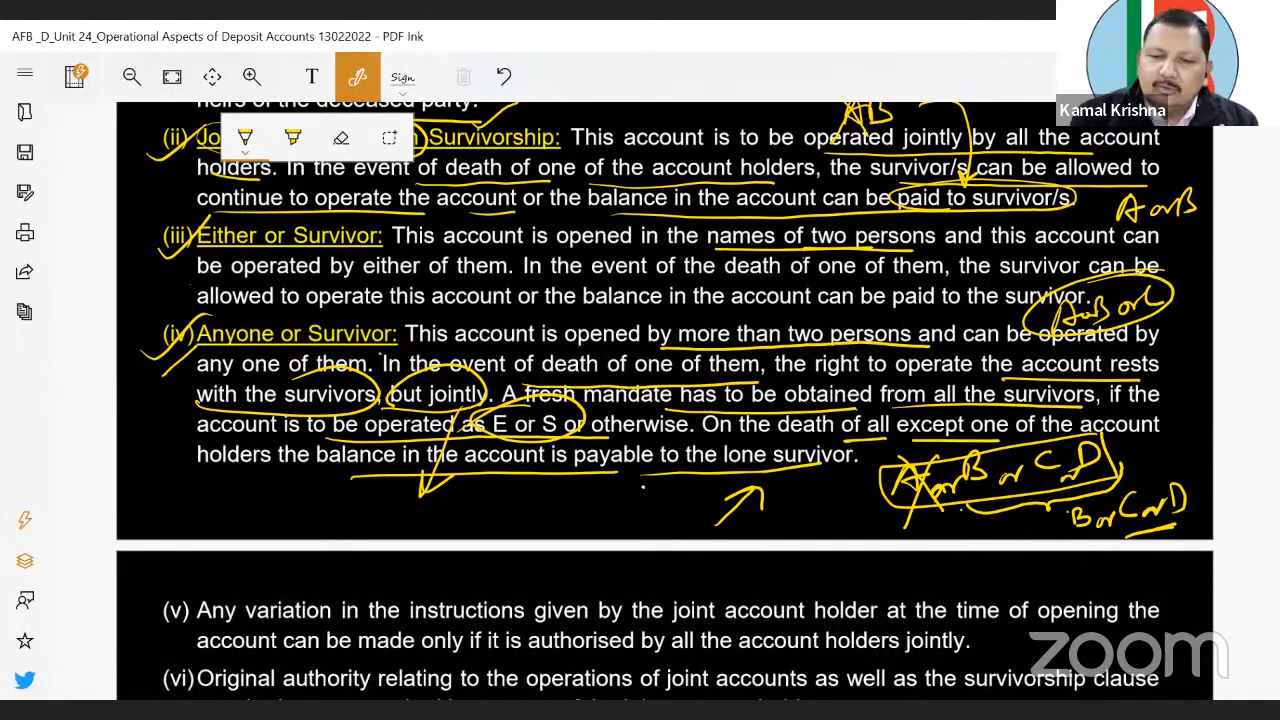 AFB _D_Unit 24_Operational Aspects of Deposit Accounts 13022022 - PDF Ink
T
Sign
Kamal Krishna
heirs of the deceased party.
AB
(ii) Survivorship: This account is to be operated jointly by all the account
holders. In the event of death of one of the account holders, the survivor/s can be allowed to
continue to operate the account or the balance in the account can be paid to survivor/s.
A or B
(iii) Either or Survivor: This account is opened in the names of two persons and this account can
be operated by either of them. In the event of the death of one of them, the survivor can be
allowed to operate this account or the balance in the account can be paid to the survivor.
A or B or C
(iv) Anyone or Survivor: This account is opened by more than two persons and can be operated by
any one of them. In the event of death of one of them, the right to operate the account rests
with the survivors, but jointly. A fresh mandate has to be obtained from all the survivors, if the
account is to be operated as E or S or otherwise. On the death of all except one of the account
holders the balance in the account is payable to the lone survivor.
A or B or C or D
B or C or D
(v) Any variation in the instructions given by the joint account holder at the time of opening the
account can be made only if it is authorised by all the account holders jointly.
(vi) Original authority relating to the operations of joint accounts as well as the survivorship clause
zoom